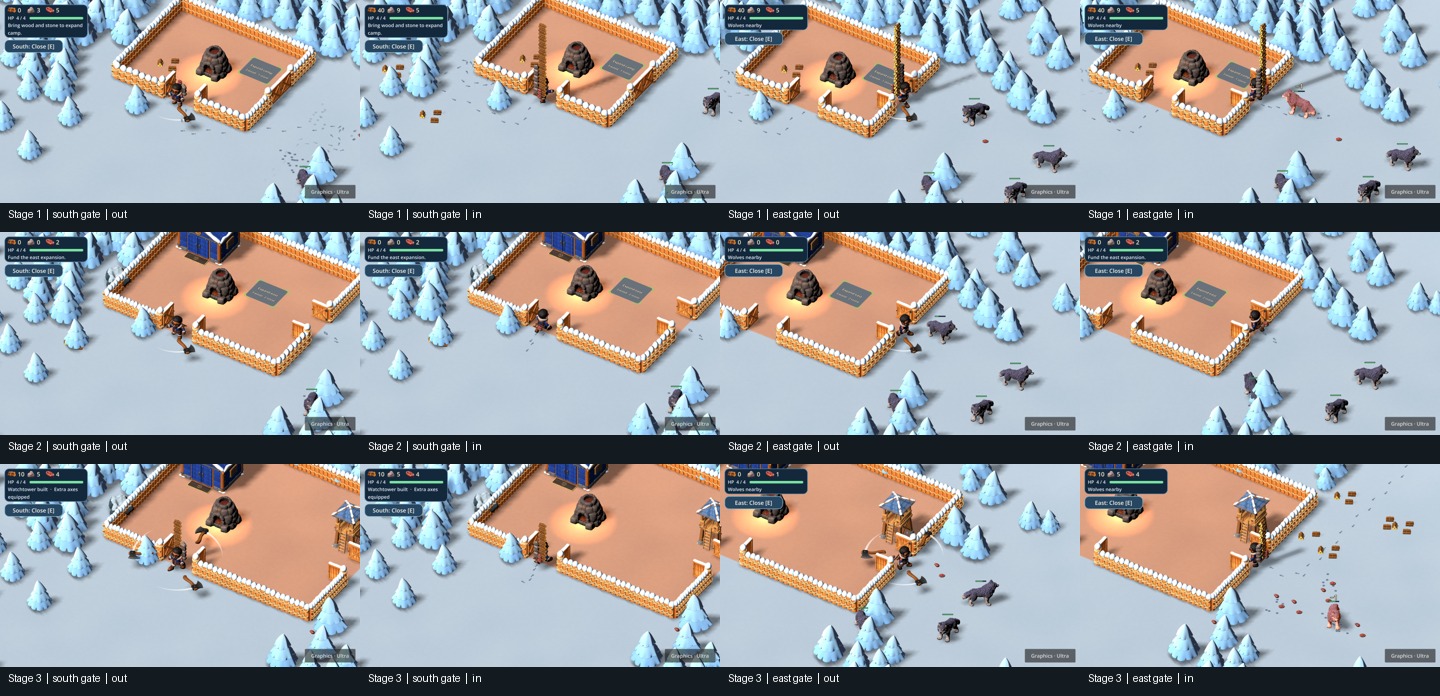 0 3 5
HP 4/4
Bring wood and stone to expand
camp.
South: Close [E]
Graphics · Ultra
40 9 5
HP 4/4
Bring wood and stone to expand
camp.
South: Close [E]
Graphics · Ultra
40 9 5
HP 4/4
Wolves nearby
East: Close [E]
Graphics · Ultra
40 9 5
HP 4/4
Wolves nearby
East: Close [E]
Graphics · Ultra
Stage 1 | south gate | out
Stage 1 | south gate | in
Stage 1 | east gate | out
Stage 1 | east gate | in
0 0 2
HP 4/4
Fund the east expansion.
South: Close [E]
Graphics · Ultra
0 0 2
HP 4/4
Fund the east expansion.
South: Close [E]
Graphics · Ultra
0 0 0
HP 4/4
Wolves nearby
East: Close [E]
Graphics · Ultra
0 0 2
HP 4/4
Fund the east expansion.
East: Close [E]
Graphics · Ultra
Stage 2 | south gate | out
Stage 2 | south gate | in
Stage 2 | east gate | out
Stage 2 | east gate | in
10 5 4
HP 4/4
Watchtower built · Extra axes
equipped
South: Close [E]
Graphics · Ultra
10 5 4
HP 4/4
Watchtower built · Extra axes
equipped
South: Close [E]
Graphics · Ultra
0 0 1
HP 4/4
Wolves nearby
East: Close [E]
Graphics · Ultra
10 5 4
HP 4/4
Wolves nearby
East: Close [E]
Graphics · Ultra
Stage 3 | south gate | out
Stage 3 | south gate | in
Stage 3 | east gate | out
Stage 3 | east gate | in